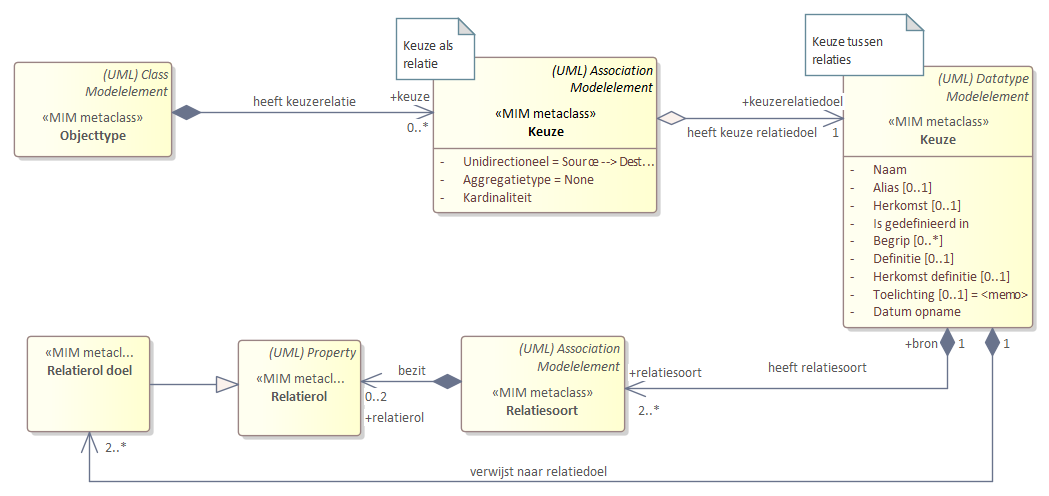 Keuze als
relatie
Keuze tussen
relaties
(UML) Class
Modelelement
«MIM metaclass»
Objecttype
heeft keuzerelatie
+keuze
0..*
(UML) Association
Modelelement
«MIM metaclass»
Keuze
- Unidirectioneel = Source --> Dest...
- Aggregatietype = None
- Kardinaliteit
+keuzerelatiedoel
heeft keuze relatiedoel
1
(UML) Datatype
Modelelement
«MIM metaclass»
Keuze
- Naam
- Alias [0..1]
- Herkomst [0..1]
- Is gedefinieerd in
- Begrip [0..*]
- Definitie [0..1]
- Herkomst definitie [0..1]
- Toelichting [0..1] = <memo>
- Datum opname
«MIM metacl...
Relatierol doel
(UML) Property
«MIM metacl...
Relatierol
bezit
0..2
+relatierol
(UML) Association
Modelelement
«MIM metaclass»
Relatiesoort
+relatiesoort
2..*
heeft relatiesoort
+bron
1
1
2..*
verwijst naar relatiedoel